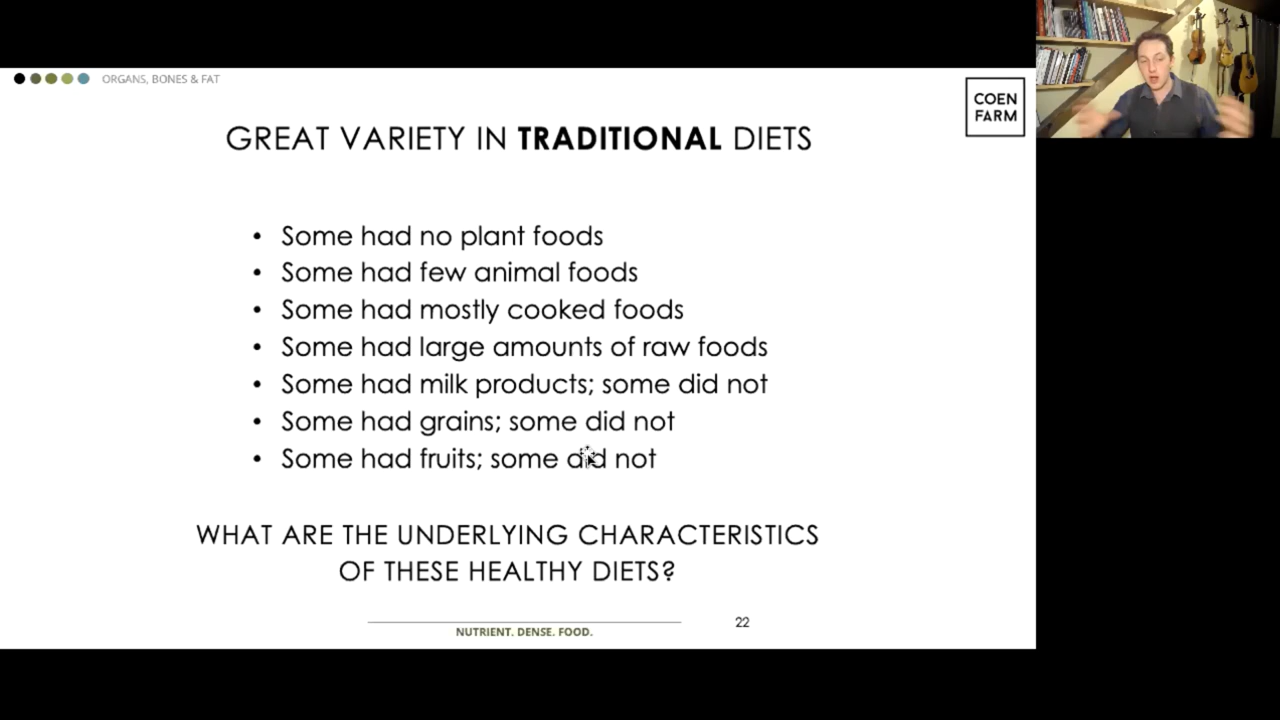 ORGANS, BONES & FAT
COEN
FARM
GREAT VARIETY IN TRADITIONAL DIETS
• Some had no plant foods
• Some had few animal foods
• Some had mostly cooked foods
• Some had large amounts of raw foods
• Some had milk products; some did not
• Some had grains; some did not
• Some had fruits; some did not
WHAT ARE THE UNDERLYING CHARACTERISTICS
OF THESE HEALTHY DIETS?
22
NUTRIENT. DENSE. FOOD.